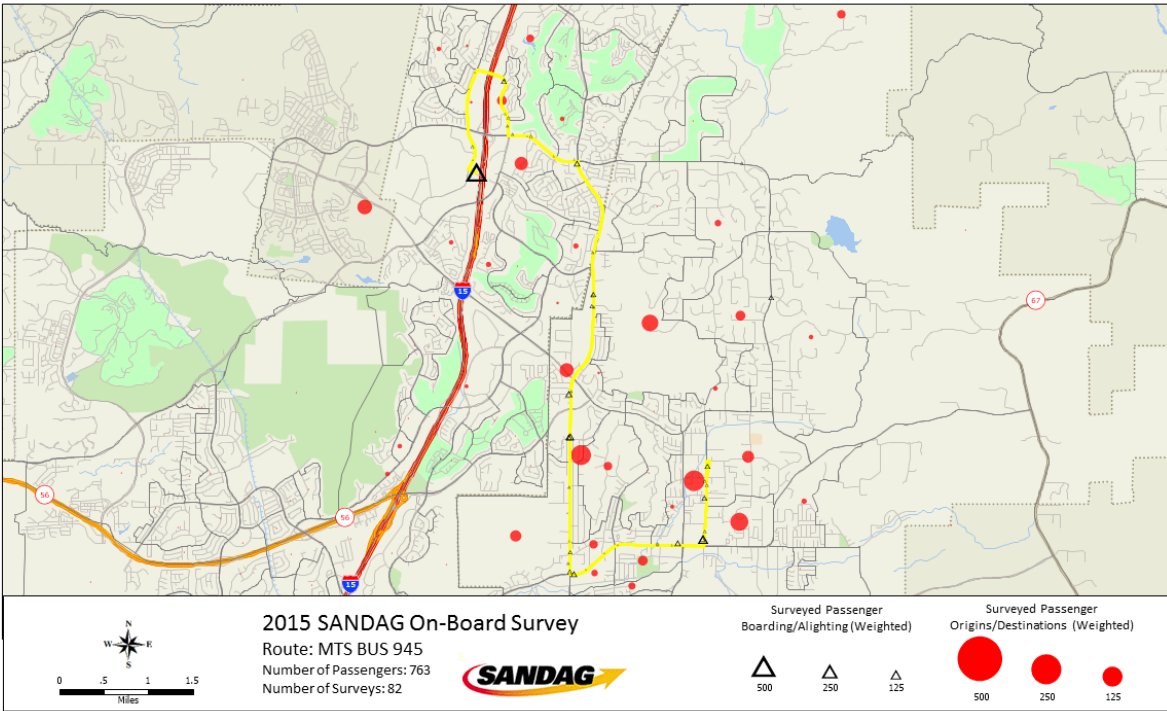 15
67
56
56
15
N
W E
S
0 .5 1 1.5
Miles
2015 SANDAG On-Board Survey
Route: MTS BUS 945
Number of Passengers: 763
Number of Surveys: 82
SANDAG
Surveyed Passenger
Boarding/Alighting (Weighted)
500 250 125
Surveyed Passenger
Origins/Destinations (Weighted)
500 250 125